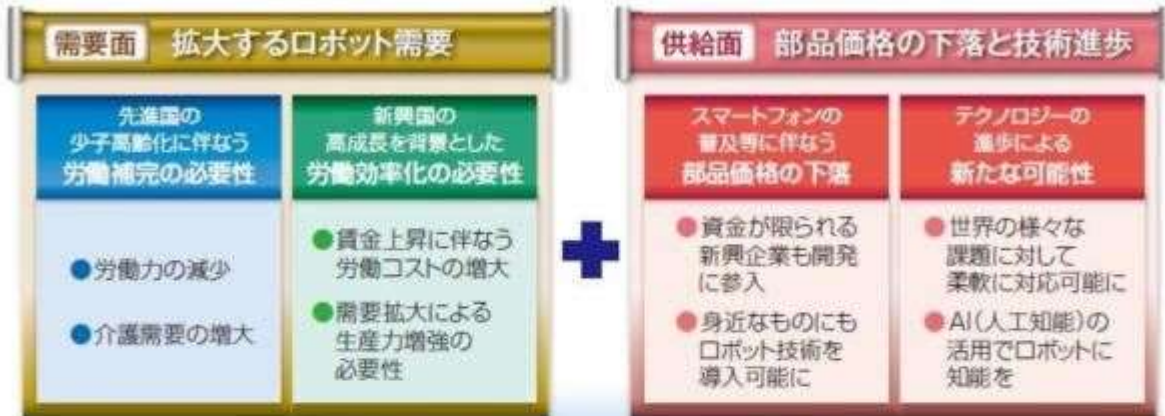 需要面 拡大するロボット需要
先進国の
少子高齢化に伴なう
労働補完の必要性
●労働力の減少
●介護需要の増大
新興国の
高成長を背景とした
労働効率化の必要性
●賃金上昇に伴なう
労働コストの増大
●需要拡大による
生産力増強の
必要性
供給面 部品価格の下落と技術進歩
スマートフォンの
普及等に伴なう
部品価格の下落
●資金が限られる
新興企業も開発
に参入
●身近なものにも
ロボット技術を
導入可能に
テクノロジーの
進歩による
新たな可能性
●世界の様々な
課題に対して
柔軟に対応可能に
●AI(人工知能)の
活用でロボットに
知能を